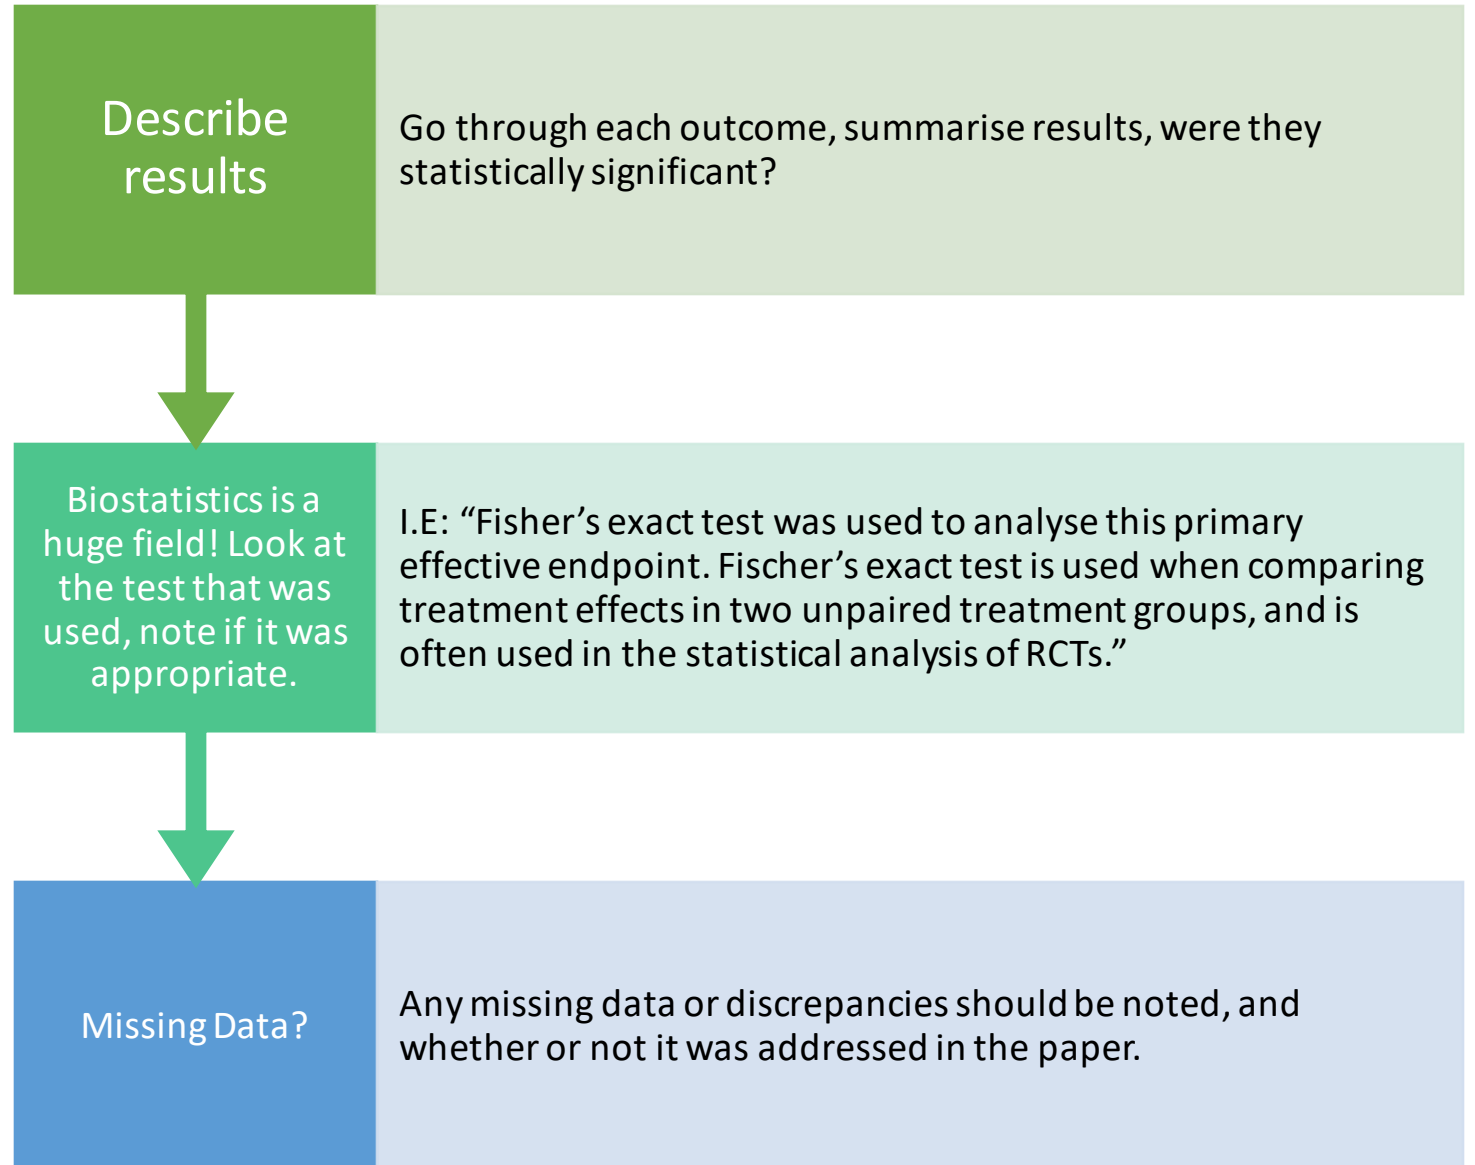 Describe
results
Go through each outcome, summarise results, were they
statistically significant?
Biostatistics is a
huge field! Look at
the test that was
used, note if it was
appropriate.
I.E: “Fisher’s exact test was used to analyse this primary
effective endpoint. Fischer’s exact test is used when comparing
treatment effects in two unpaired treatment groups, and is
often used in the statistical analysis of RCTs.”
Missing Data?
Any missing data or discrepancies should be noted, and
whether or not it was addressed in the paper.